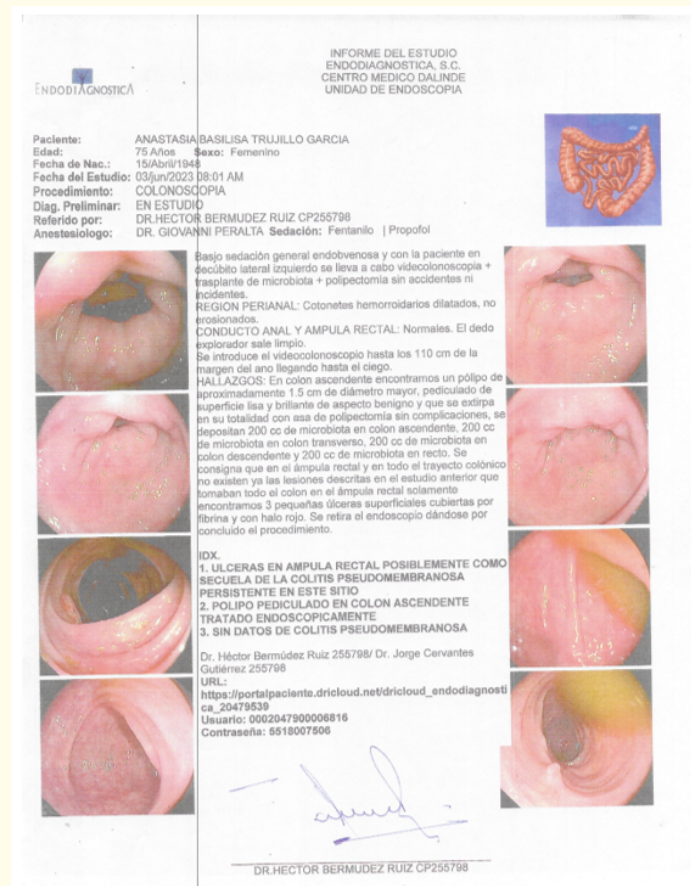 ENDODIAGNOSTICA
INFORME DEL ESTUDIO
ENDODIAGNOSTICA, S.C.
CENTRO MEDICO DALINDE
UNIDAD DE ENDOSCOPIA
Paciente: ANASTASIA BASILISA TRUJILLO GARCIA
Edad: 75 Años Sexo: Femenino
Fecha de Nac.: 15/Abril/1948
Fecha del Estudio: 03/jun/2023 08:01 AM
Procedimiento: COLONOSCOPIA
Diag. Preliminar: EN ESTUDIO
Referido por: DR.HECTOR BERMUDEZ RUIZ CP255798
Anestesiologo: DR. GIOVANNI PERALTA Sedación: Fentanilo | Propofol
Basjo sedación general endobvenosa y con la paciente en
decúbito lateral izquierdo se lleva a cabo videcolonoscopia +
trasplante de microbiota + polipectomia sin accidentes ni
incidentes.
REGION PERIANAL: Cotonetes hemorroidarios dilatados, no
erosionados.
CONDUCTO ANAL Y AMPULA RECTAL: Normales. El dedo
explorador sale limpio.
Se introduce el videocolonoscopio hasta los 110 cm de la
margen del ano llegando hasta el ciego.
HALLAZGOS: En colon ascendente encontramos un pólipo de
aproximadamente 1.5 cm de diámetro mayor, pediculado de
superficie lisa y brillante de aspecto benigno y que se extirpa
en su totalidad con asa de polipectomía sin complicaciones, se
depositan 200 cc de microbiota en colon ascendente, 200 cc
de microbiota en colon transverso, 200 cc de microbiota en
colon descendente y 200 cc de microbiota en recto. Se
consigna que en el ámpula rectal y en todo el trayecto colónico
no existen ya las lesiones descritas en el estudio anterior que
tomaban todo el colon en el ámpula rectal solamente
encontramos 3 pequeñas úlceras superficiales cubiertas por
fibrina y con halo rojo. Se retira el endoscopio dándose por
concluido el procedimiento.
IDX.
1. ULCERAS EN AMPULA RECTAL POSIBLEMENTE COMO
SECUELA DE LA COLITIS PSEUDOMEMBRANOSA
PERSISTENTE EN ESTE SITIO
2. POLIPO PEDICULADO EN COLON ASCENDENTE
TRATADO ENDOSCOPICAMENTE
3. SIN DATOS DE COLITIS PSEUDOMEMBRANOSA
Dr. Héctor Bermúdez Ruiz 255798/ Dr. Jorge Cervantes
Gutiérrez 255798
URL:
https://portalpaciente.dricloud.net/dricloud_endodiagnosti
ca_20479539
Usuario: 0002047900006816
Contraseña: 5518007506
DR.HECTOR BERMUDEZ RUIZ CP255798